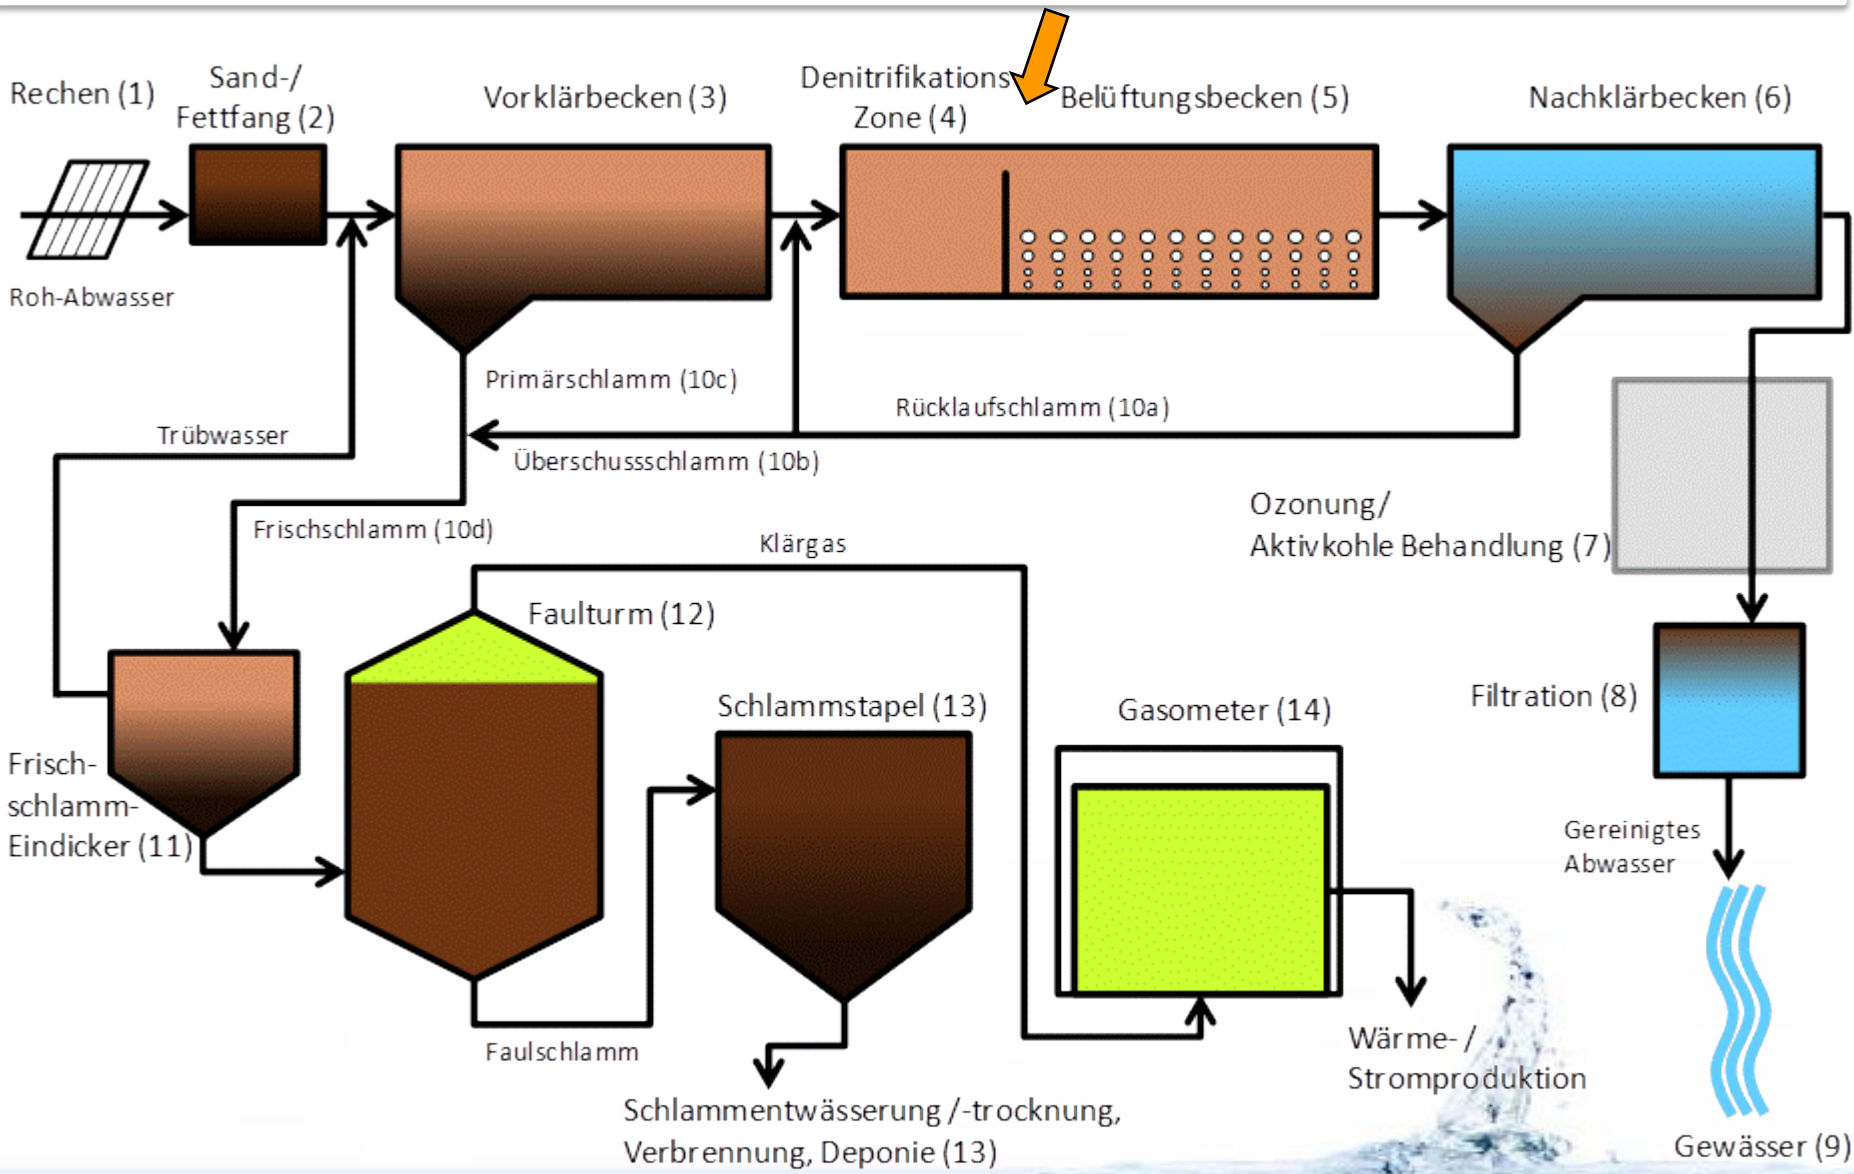 Rechen (1)
Sand-/
Fettfang (2)
Vorklärbecken (3)
Denitrifikations
Zone (4)
Belüftungsbecken (5)
Nachklärbecken (6)
Roh-Abwasser
Primärschlamm (10c)
Rücklaufschlamm (10a)
Trübwasser
Überschussschlamm (10b)
Frischschlamm (10d)
Klärgas
Ozonung/
Aktivkohle Behandlung (7)
Faulturm (12)
Schlammstapel (13)
Gasometer (14)
Filtration (8)
Frisch-
schlamm-
Eindicker (11)
Gereinigtes
Abwasser
Faulschlamm
Wärme-/
Stromproduktion
Schlammentwässerung /-trocknung,
Verbrennung, Deponie (13)
Gewässer (9)